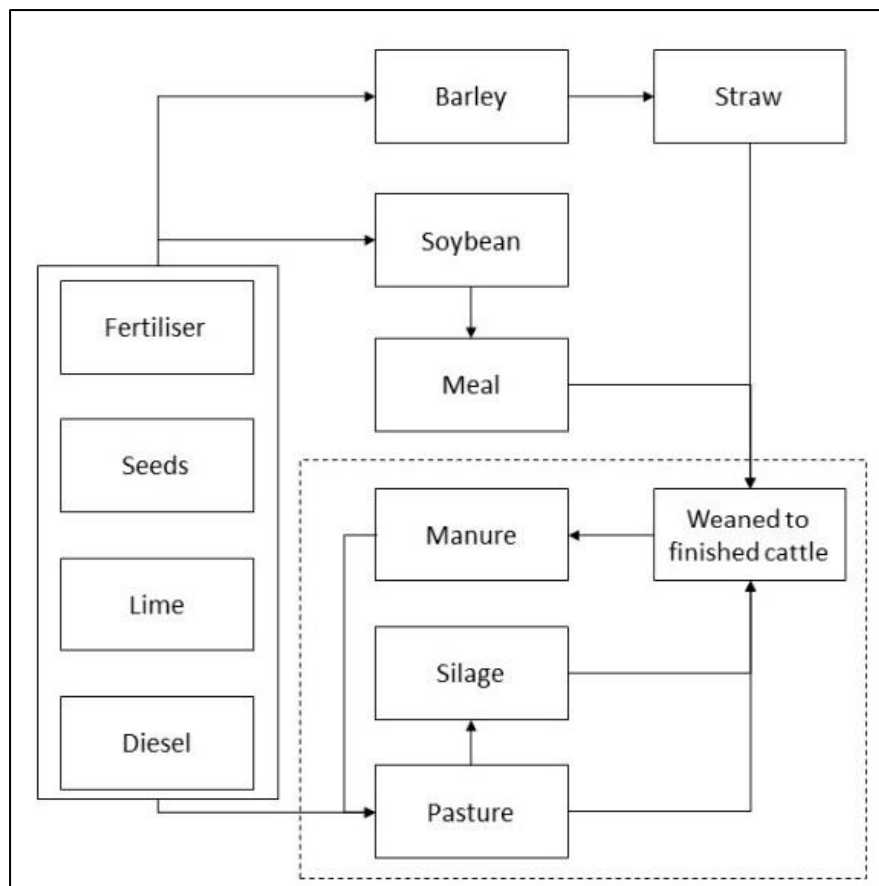 Barley
Straw
Soybean
Fertiliser
Meal
Seeds
Manure
Weaned to
finished cattle
Lime
Silage
Diesel
Pasture